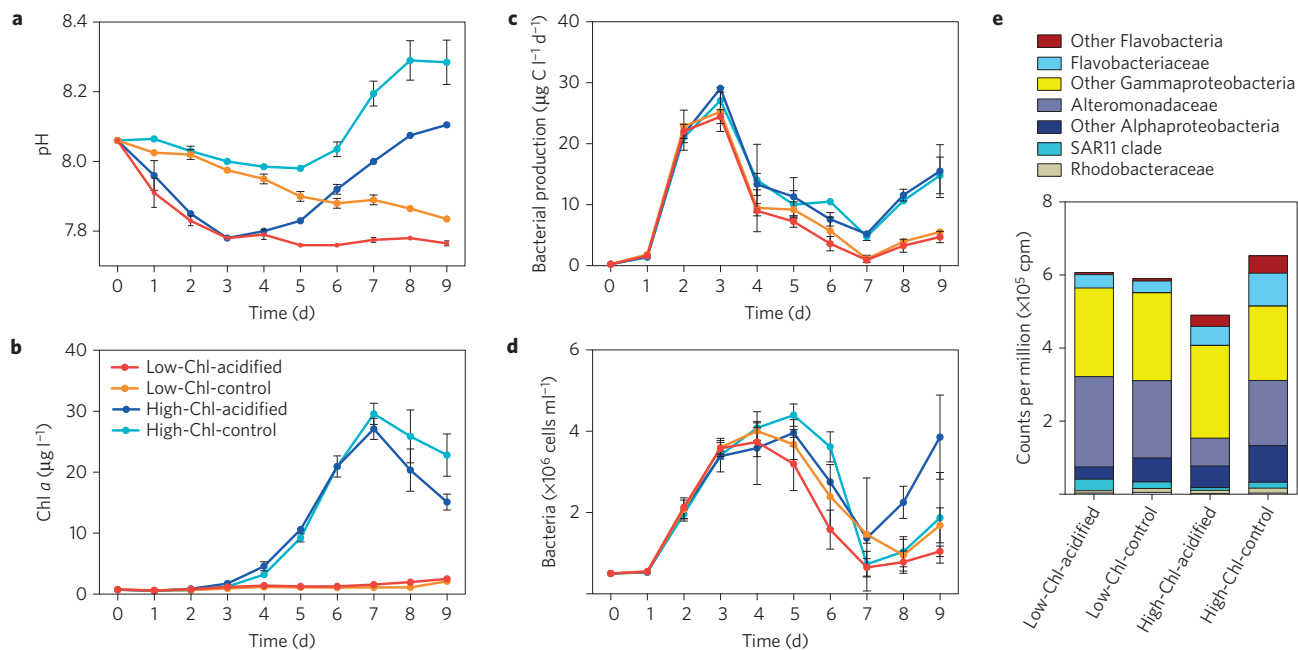 a
8.4
8.2
8.0
7.8
pH
0 1 2 3 4 5 6 7 8 9
Time (d)
b
40
30
20
10
0
Chl a (µg l⁻¹)
Low-Chl-acidified
Low-Chl-control
High-Chl-acidified
High-Chl-control
0 1 2 3 4 5 6 7 8 9
Time (d)
c
40
30
20
10
0
Bacterial production (µg C l⁻¹ d⁻¹)
0 1 2 3 4 5 6 7 8 9
Time (d)
d
6
4
2
Bacteria (×10⁶ cells ml⁻¹)
0 1 2 3 4 5 6 7 8 9
Time (d)
e
Other Flavobacteria
Flavobacteriaceae
Other Gammaproteobacteria
Alteromonadaceae
Other Alphaproteobacteria
SAR11 clade
Rhodobacteraceae
8
6
4
2
Counts per million (×10⁵ cpm)
Low-Chl-acidified
Low-Chl-control
High-Chl-acidified
High-Chl-control